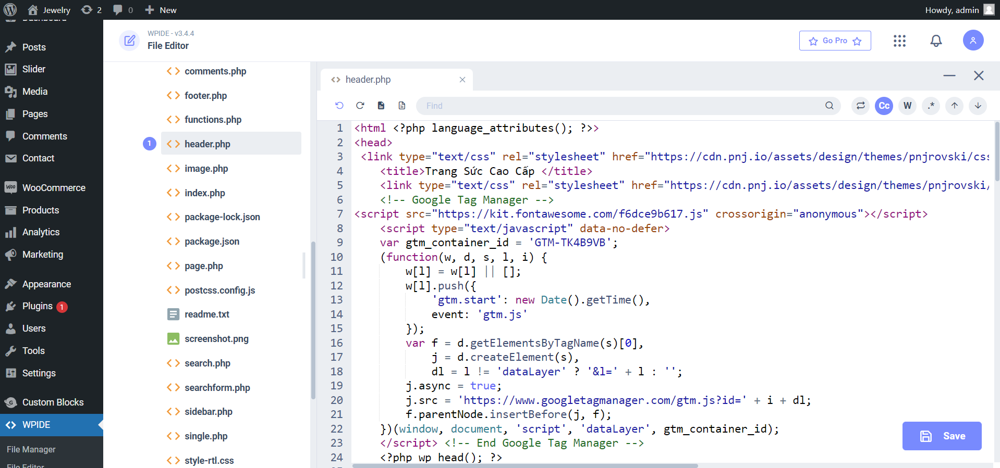 Jewelry
2
0
New
Howdy, admin
Dashboard
Posts
Slider
Media
Pages
Comments
Contact
WooCommerce
Products
Analytics
Marketing
Appearance
Plugins 1
Users
Tools
Settings
Custom Blocks
WPIDE
File Manager
File Editor
WPIDE - v3.4.4
File Editor
Go Pro
comments.php
footer.php
functions.php
1 header.php
image.php
index.php
package-lock.json
package.json
page.php
postcss.config.js
readme.txt
screenshot.png
search.php
searchform.php
sidebar.php
single.php
style-rtl.css
header.php
Find
Cc
W
.*
1 <html <?php language_attributes(); ?>>
2 <head>
3 <link type="text/css" rel="stylesheet" href="https://cdn.pnj.io/assets/design/themes/pnjrovski/css
4 <title>Trang Sức Cao Cấp </title>
5 <link type="text/css" rel="stylesheet" href="https://cdn.pnj.io/assets/design/themes/pnjrovski/
6 <!-- Google Tag Manager -->
7 <script src="https://kit.fontawesome.com/f6dce9b617.js" crossorigin="anonymous"></script>
8 <script type="text/javascript" data-no-defer>
9 var gtm_container_id = 'GTM-TK4B9VB';
10 (function(w, d, s, l, i) {
11 w[l] = w[l] || [];
12 w[l].push({
13 'gtm.start': new Date().getTime(),
14 event: 'gtm.js'
15 });
16 var f = d.getElementsByTagName(s)[0],
17 j = d.createElement(s),
18 dl = l != 'dataLayer' ? '&l=' + l : '';
19 j.async = true;
20 j.src = 'https://www.googletagmanager.com/gtm.js?id=' + i + dl;
21 f.parentNode.insertBefore(j, f);
22 })(window, document, 'script', 'dataLayer', gtm_container_id);
23 </script> <!-- End Google Tag Manager -->
24 <?php wp_head(); ?>
Save